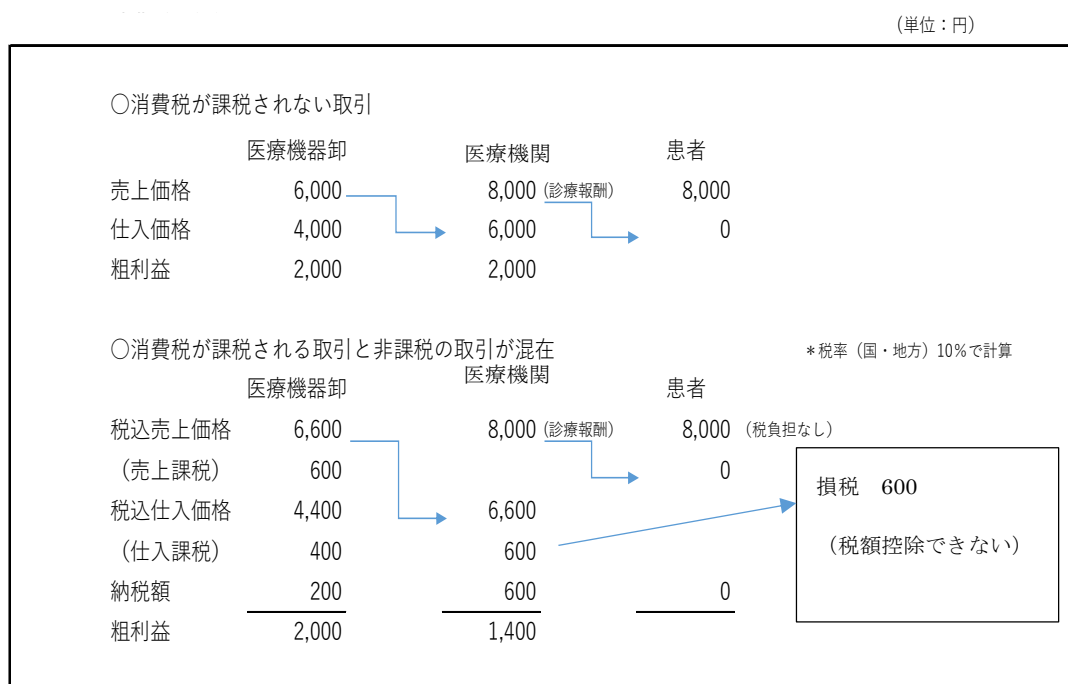 （単位：円）
○消費税が課税されない取引
医療機器卸 医療機関 患者
売上価格 6,000 8,000 (診療報酬) 8,000
仕入価格 4,000 6,000 0
粗利益 2,000 2,000
○消費税が課税される取引と非課税の取引が混在 ＊税率（国・地方）10％で計算
医療機器卸 医療機関 患者
税込売上価格 6,600 8,000 (診療報酬) 8,000 （税負担なし）
（売上課税） 600 0
税込仕入価格 4,400 6,600
（仕入課税） 400 600
納税額 200 600 0
粗利益 2,000 1,400
損税 600
（税額控除できない）